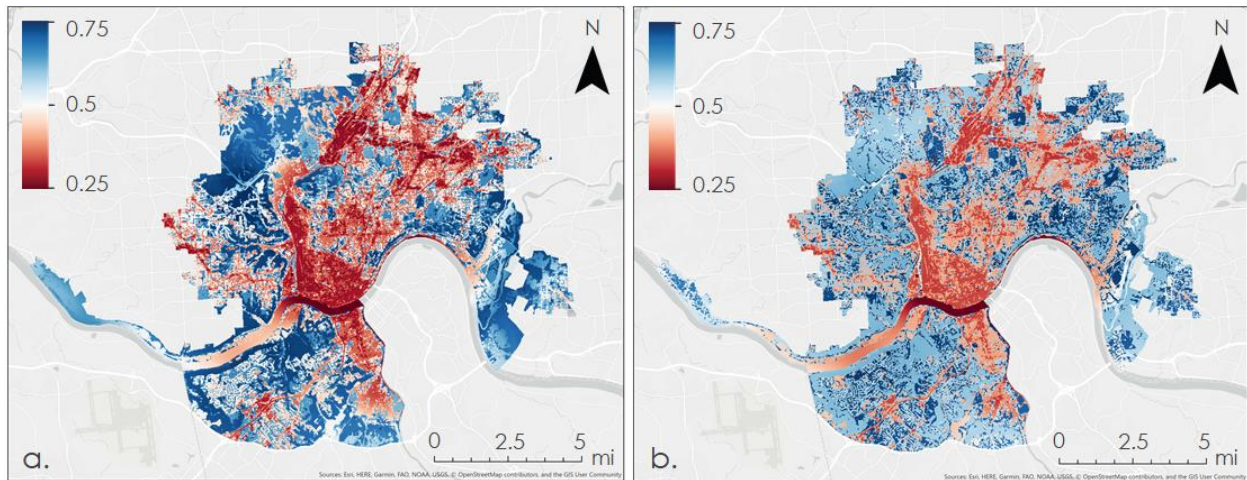 0.75
0.5
0.25
N
0 2.5 5
mi
a.
Sources: Esri, HERE, Garmin, FAO, NOAA, USGS, © OpenStreetMap contributors, and the GIS User Community
0.75
0.5
0.25
N
0 2.5 5
mi
b.
Sources: Esri, HERE, Garmin, FAO, NOAA, USGS, © OpenStreetMap contributors, and the GIS User Community